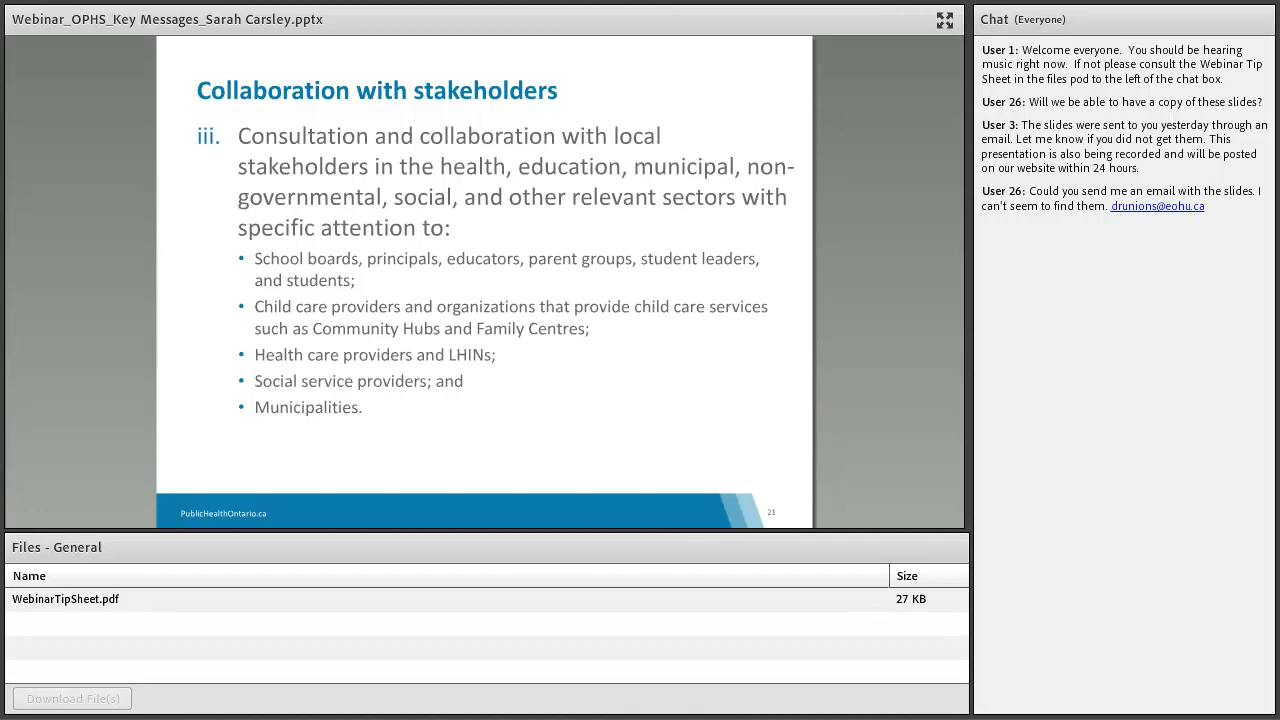 Webinar_OPHS_Key Messages_Sarah Carsley.pptx
Collaboration with stakeholders
iii. Consultation and collaboration with local
stakeholders in the health, education, municipal, non-
governmental, social, and other relevant sectors with
specific attention to:
• School boards, principals, educators, parent groups, student leaders,
and students;
• Child care providers and organizations that provide child care services
such as Community Hubs and Family Centres;
• Health care providers and LHINs;
• Social service providers; and
• Municipalities.
PublicHealthOntario.ca
21
Files - General
Name Size
WebinarTipSheet.pdf 27 KB
Download File(s)
Chat (Everyone)
User 1: Welcome everyone. You should be hearing
music right now. If not please consult the Webinar Tip
Sheet in the files pod to the left of the chat box.
User 26: Will we be able to have a copy of these slides?
User 3: The slides were sent to you yesterday through an
email. Let me know if you did not get them. This
presentation is also being recorded and will be posted
on our website within 24 hours.
User 26: Could you send me an email with the slides. I
can't seem to find them. drunions@eohu.ca